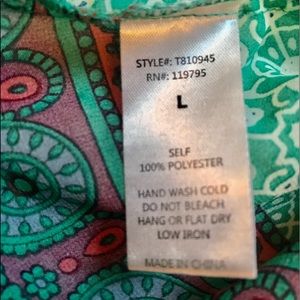 STYLE#: T810945
RN#: 119795
L
SELF
100% POLYESTER
HAND WASH COLD
DO NOT BLEACH
HANG OR FLAT DRY
LOW IRON
MADE IN CHINA